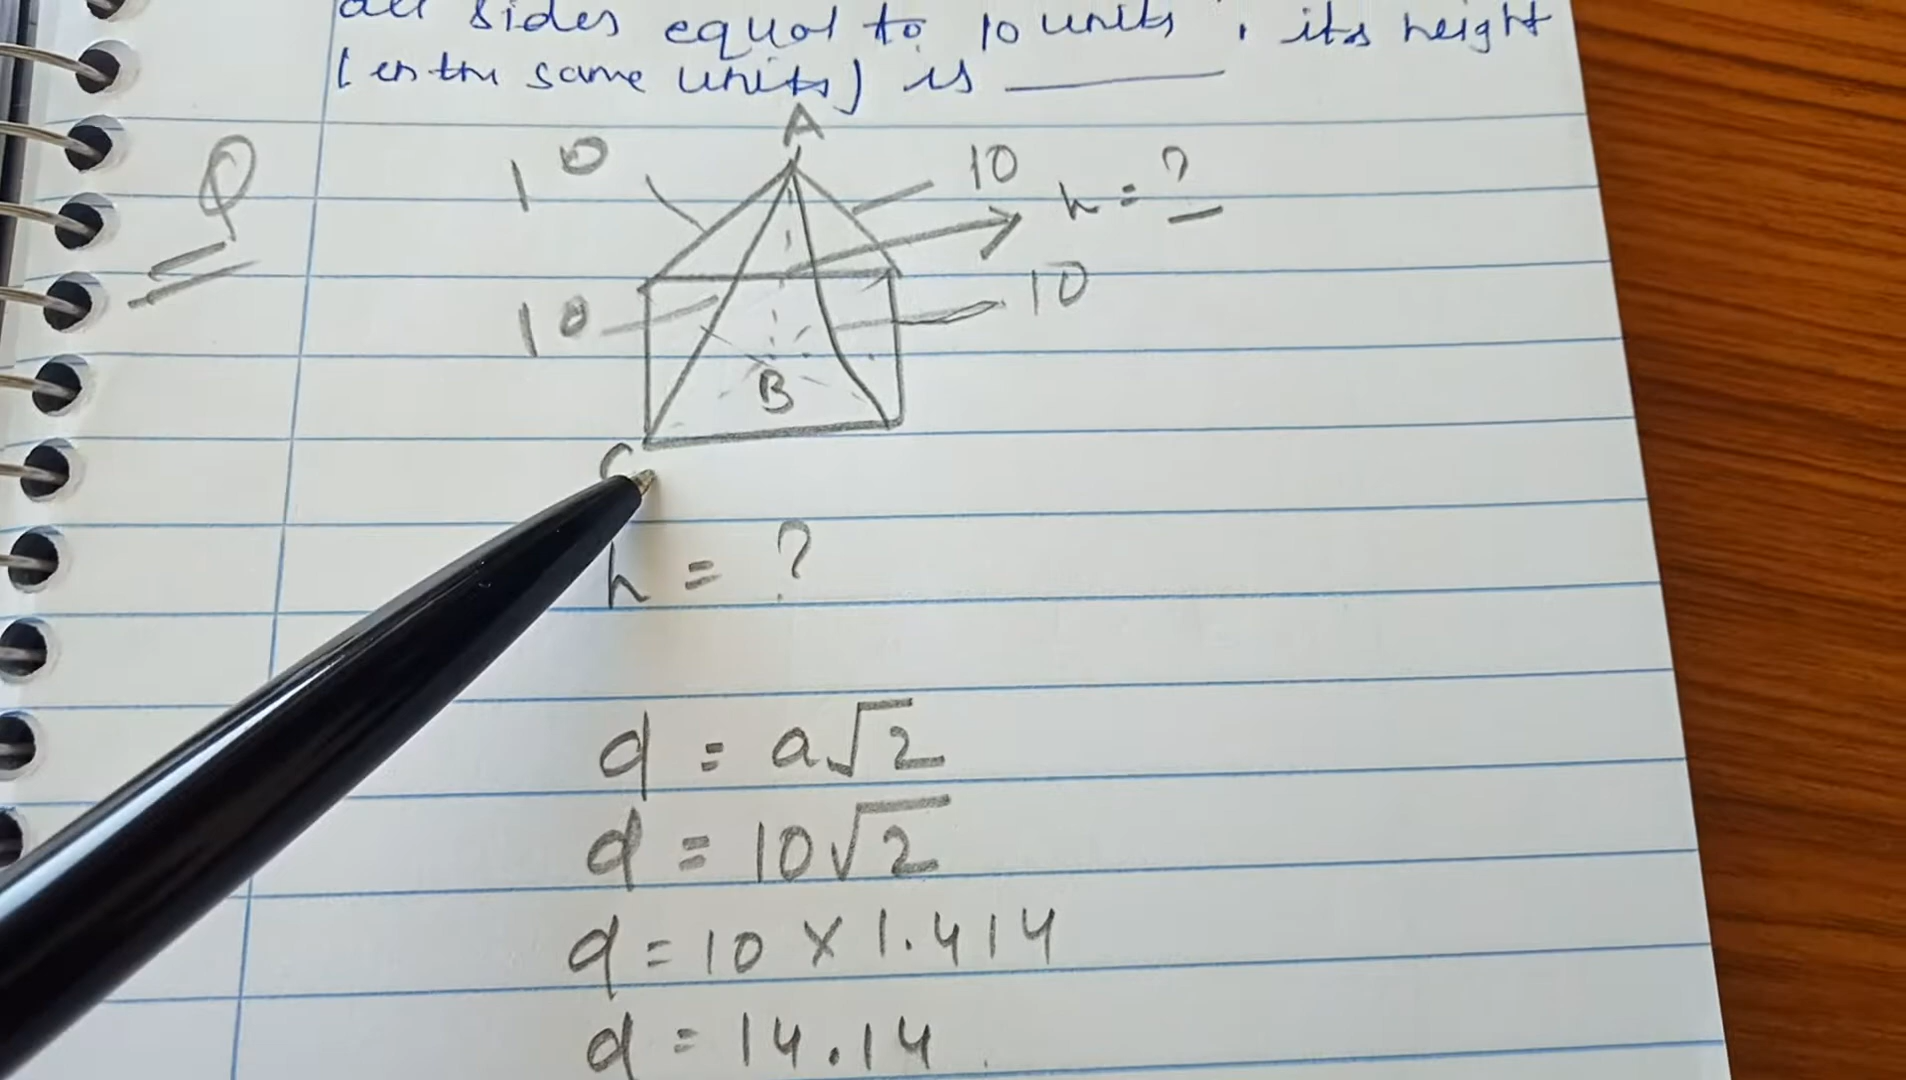 all sides equal to 10 units, its height
(in the same units) is ______
A
10
10
h = ?
Q
10
10
B
C
h = ?
d = a√2
d = 10√2
d = 10 × 1.414
d = 14.14